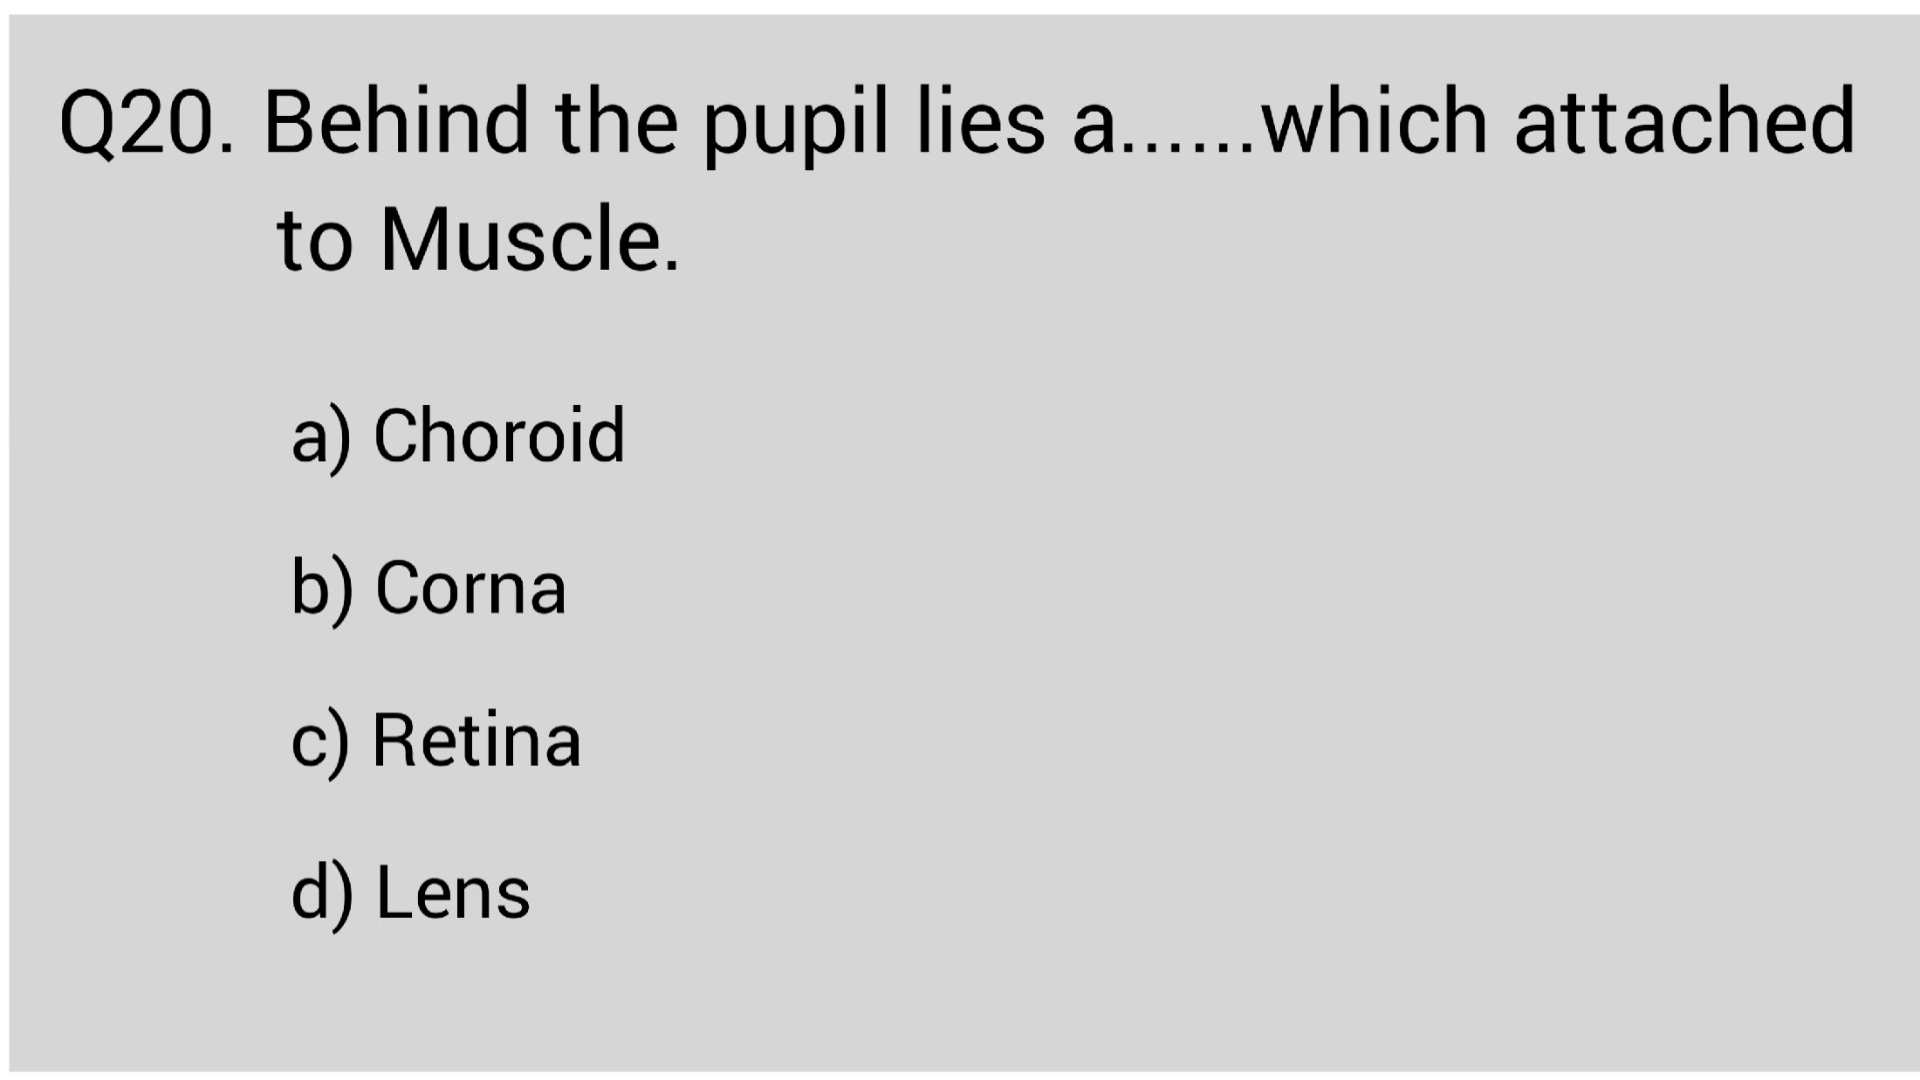 Q20. Behind the pupil lies a......which attached
to Muscle.
a) Choroid
b) Corna
c) Retina
d) Lens